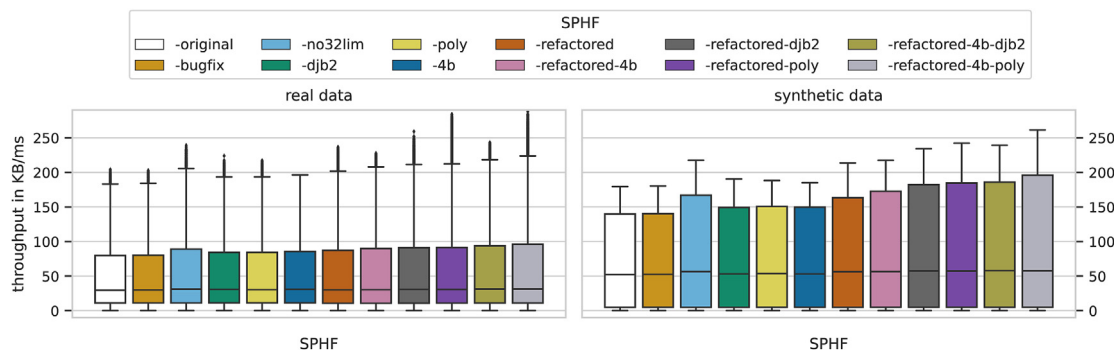 SPHF
-original -no32lim -poly -refactored -refactored-djb2 -refactored-4b-djb2
-bugfix -djb2 -4b -refactored-4b -refactored-poly -refactored-4b-poly
real data
synthetic data
throughput in KB/ms
250
200
150
100
50
0
250
200
150
100
50
0
SPHF
SPHF